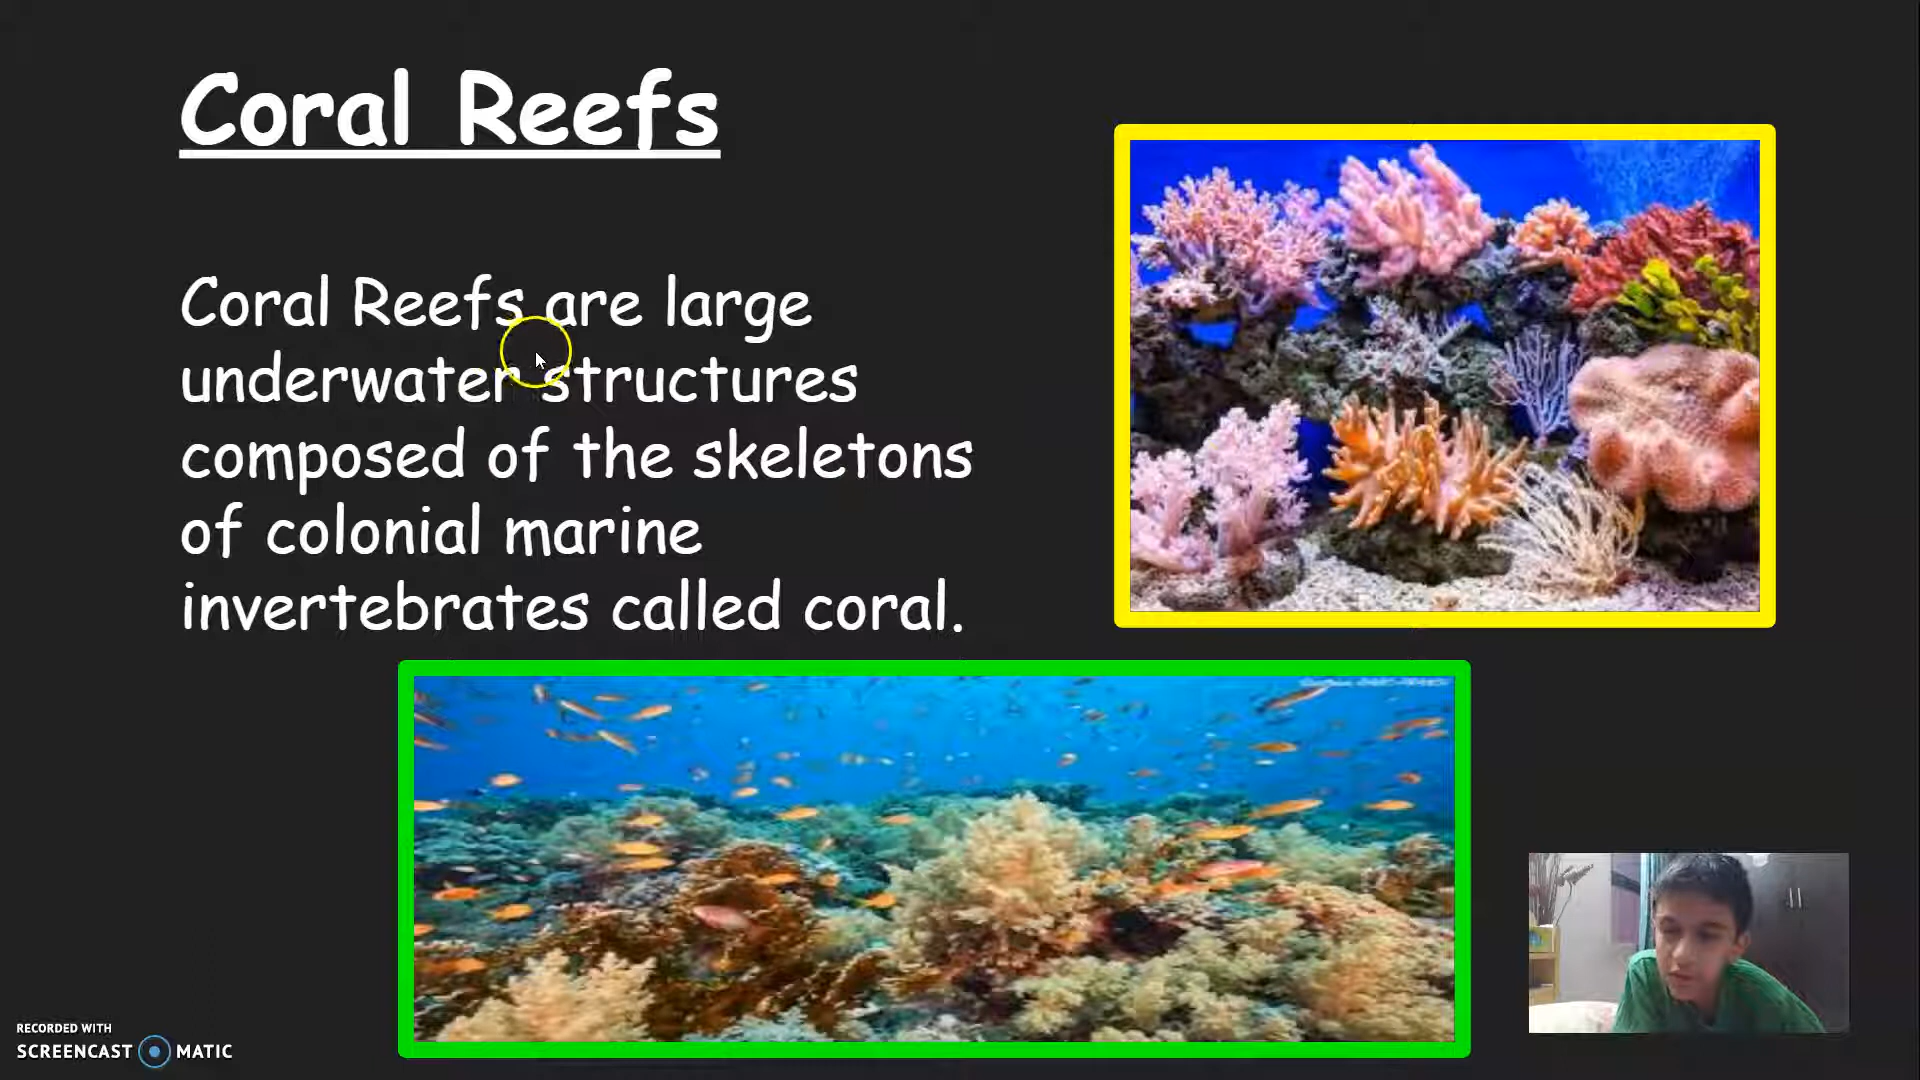 Coral Reefs
Coral Reefs are large
underwater structures
composed of the skeletons
of colonial marine
invertebrates called coral.
RECORDED WITH
SCREENCAST MATIC